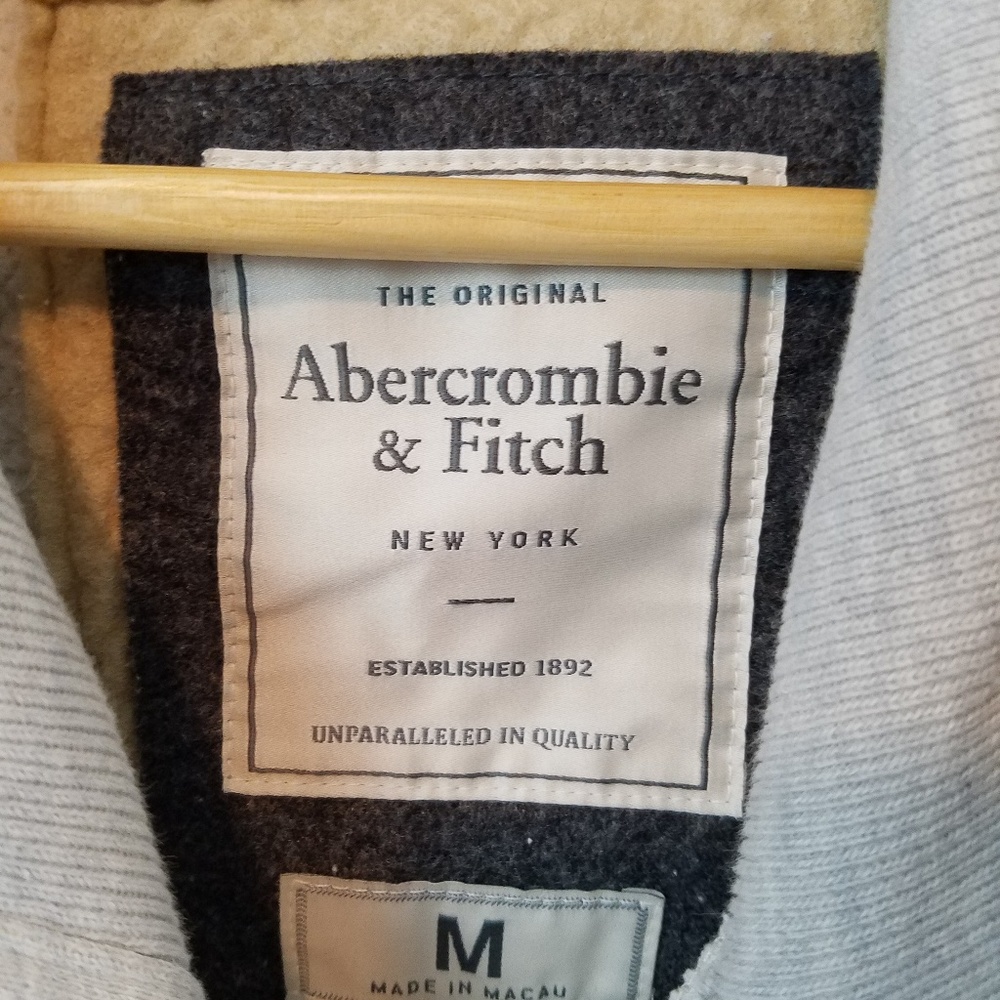 THE ORIGINAL
Abercrombie
& Fitch
NEW YORK
ESTABLISHED 1892
UNPARALLELED IN QUALITY
M
MADE IN MACAU